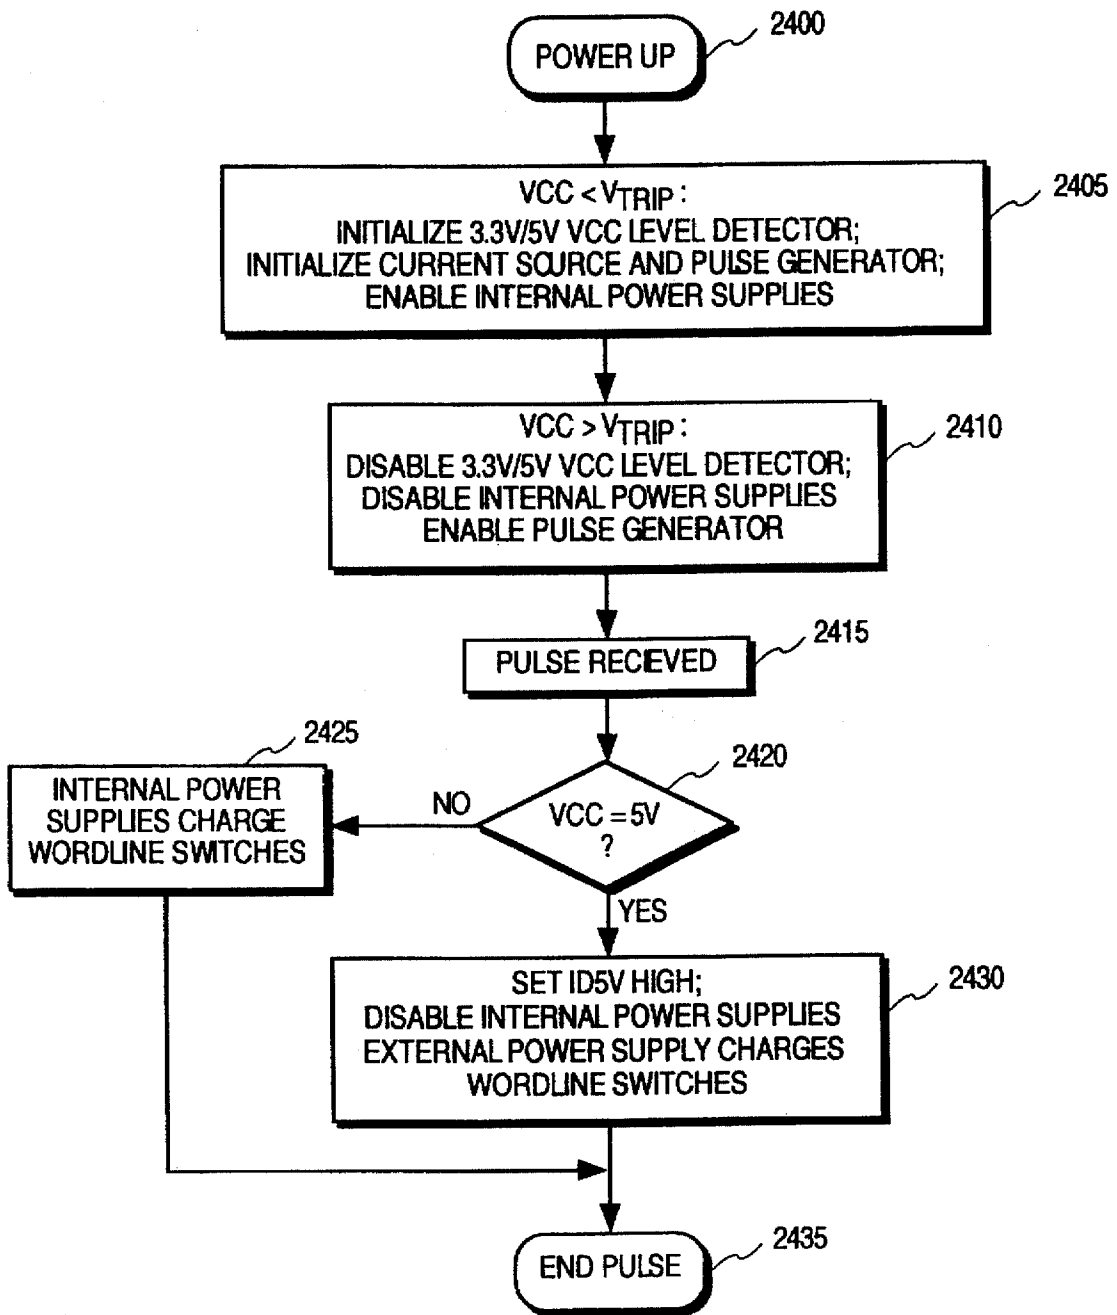 POWER UP
2400
VCC < VTRIP :
INITIALIZE 3.3V/5V VCC LEVEL DETECTOR;
INITIALIZE CURRENT SOURCE AND PULSE GENERATOR;
ENABLE INTERNAL POWER SUPPLIES
2405
VCC > VTRIP :
DISABLE 3.3V/5V VCC LEVEL DETECTOR;
DISABLE INTERNAL POWER SUPPLIES
ENABLE PULSE GENERATOR
2410
PULSE RECIEVED
2415
VCC = 5V
?
2420
NO
INTERNAL POWER
SUPPLIES CHARGE
WORDLINE SWITCHES
2425
YES
SET ID5V HIGH;
DISABLE INTERNAL POWER SUPPLIES
EXTERNAL POWER SUPPLY CHARGES
WORDLINE SWITCHES
2430
END PULSE
2435